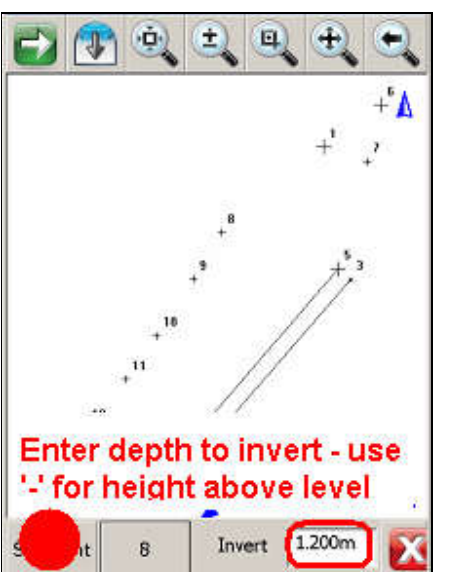 6
1
7
8
5
3
9
10
11
Enter depth to invert - use
'-' for height above level
8
Invert
1.200m